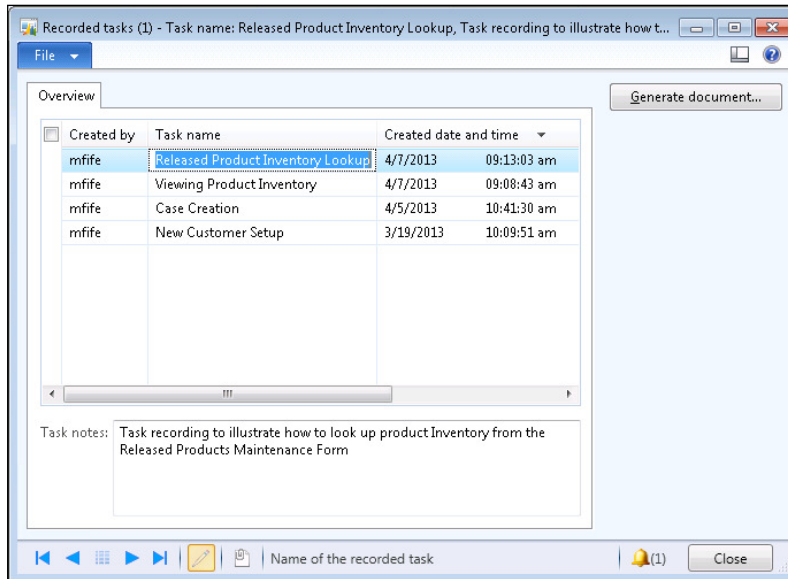 Recorded tasks (1) - Task name: Released Product Inventory Lookup, Task recording to illustrate how t...
File
Overview
Generate document...
Created by Task name Created date and time
mfife Released Product Inventory Lookup 4/7/2013 09:13:03 am
mfife Viewing Product Inventory 4/7/2013 09:08:43 am
mfife Case Creation 4/5/2013 10:41:30 am
mfife New Customer Setup 3/19/2013 10:09:51 am
Task notes: Task recording to illustrate how to look up product Inventory from the
Released Products Maintenance Form
Name of the recorded task (1) Close